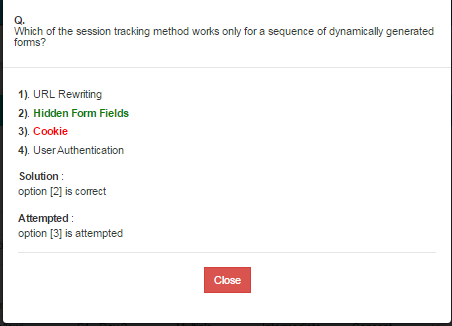 Q.
Which of the session tracking method works only for a sequence of dynamically generated
forms?
1). URL Rewriting
2). Hidden Form Fields
3). Cookie
4). User Authentication
Solution :
option [2] is correct
Attempted :
option [3] is attempted
Close